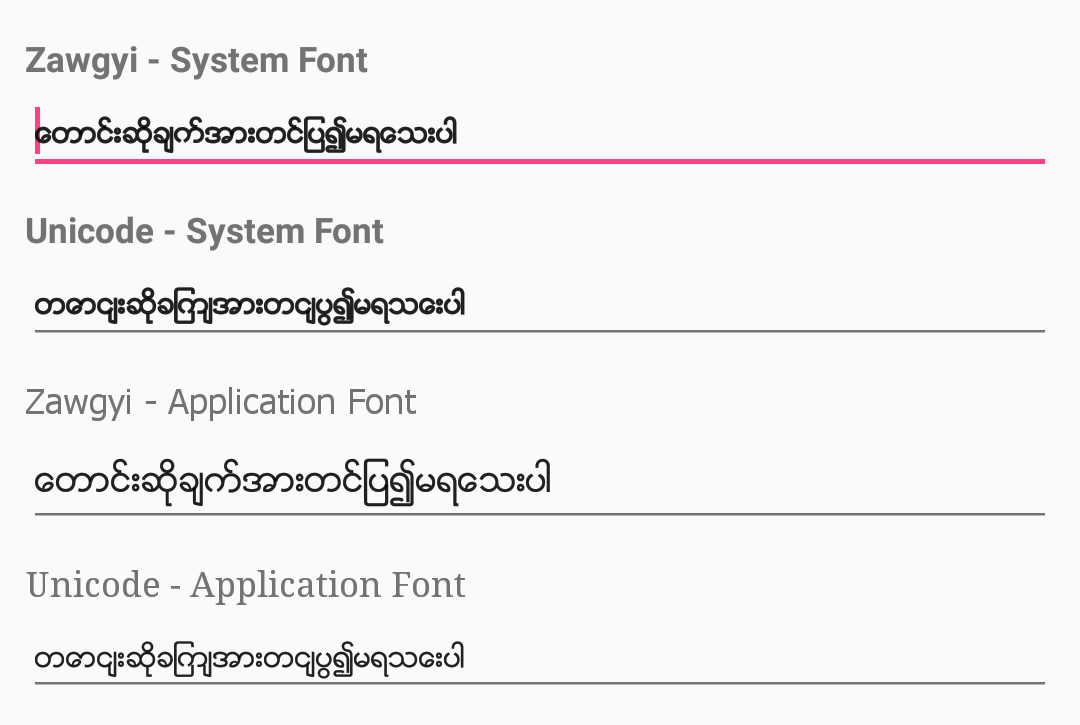 Zawgyi - System Font
တောင်းဆိုချက်အားတင်ပြ၍မရသေးပါ
Unicode - System Font
တောငျးဆိုခကြျအားတငျပွ၍မရသေးပါ
Zawgyi - Application Font
တောင်းဆိုချက်အားတင်ပြ၍မရသေးပါ
Unicode - Application Font
တောငျးဆိုခကြျအားတငျပွ၍မရသေးပါ